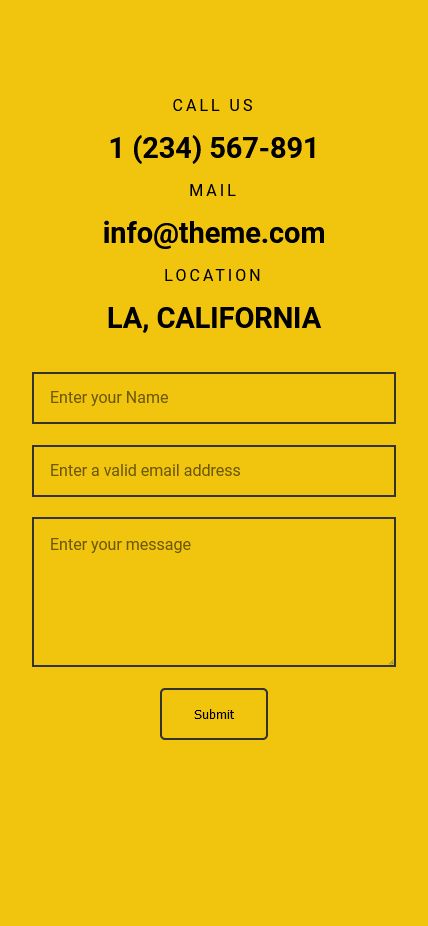 CALL US
1 (234) 567-891
MAIL
info@theme.com
LOCATION
LA, CALIFORNIA
Enter your Name
Enter a valid email address
Enter your message
Submit